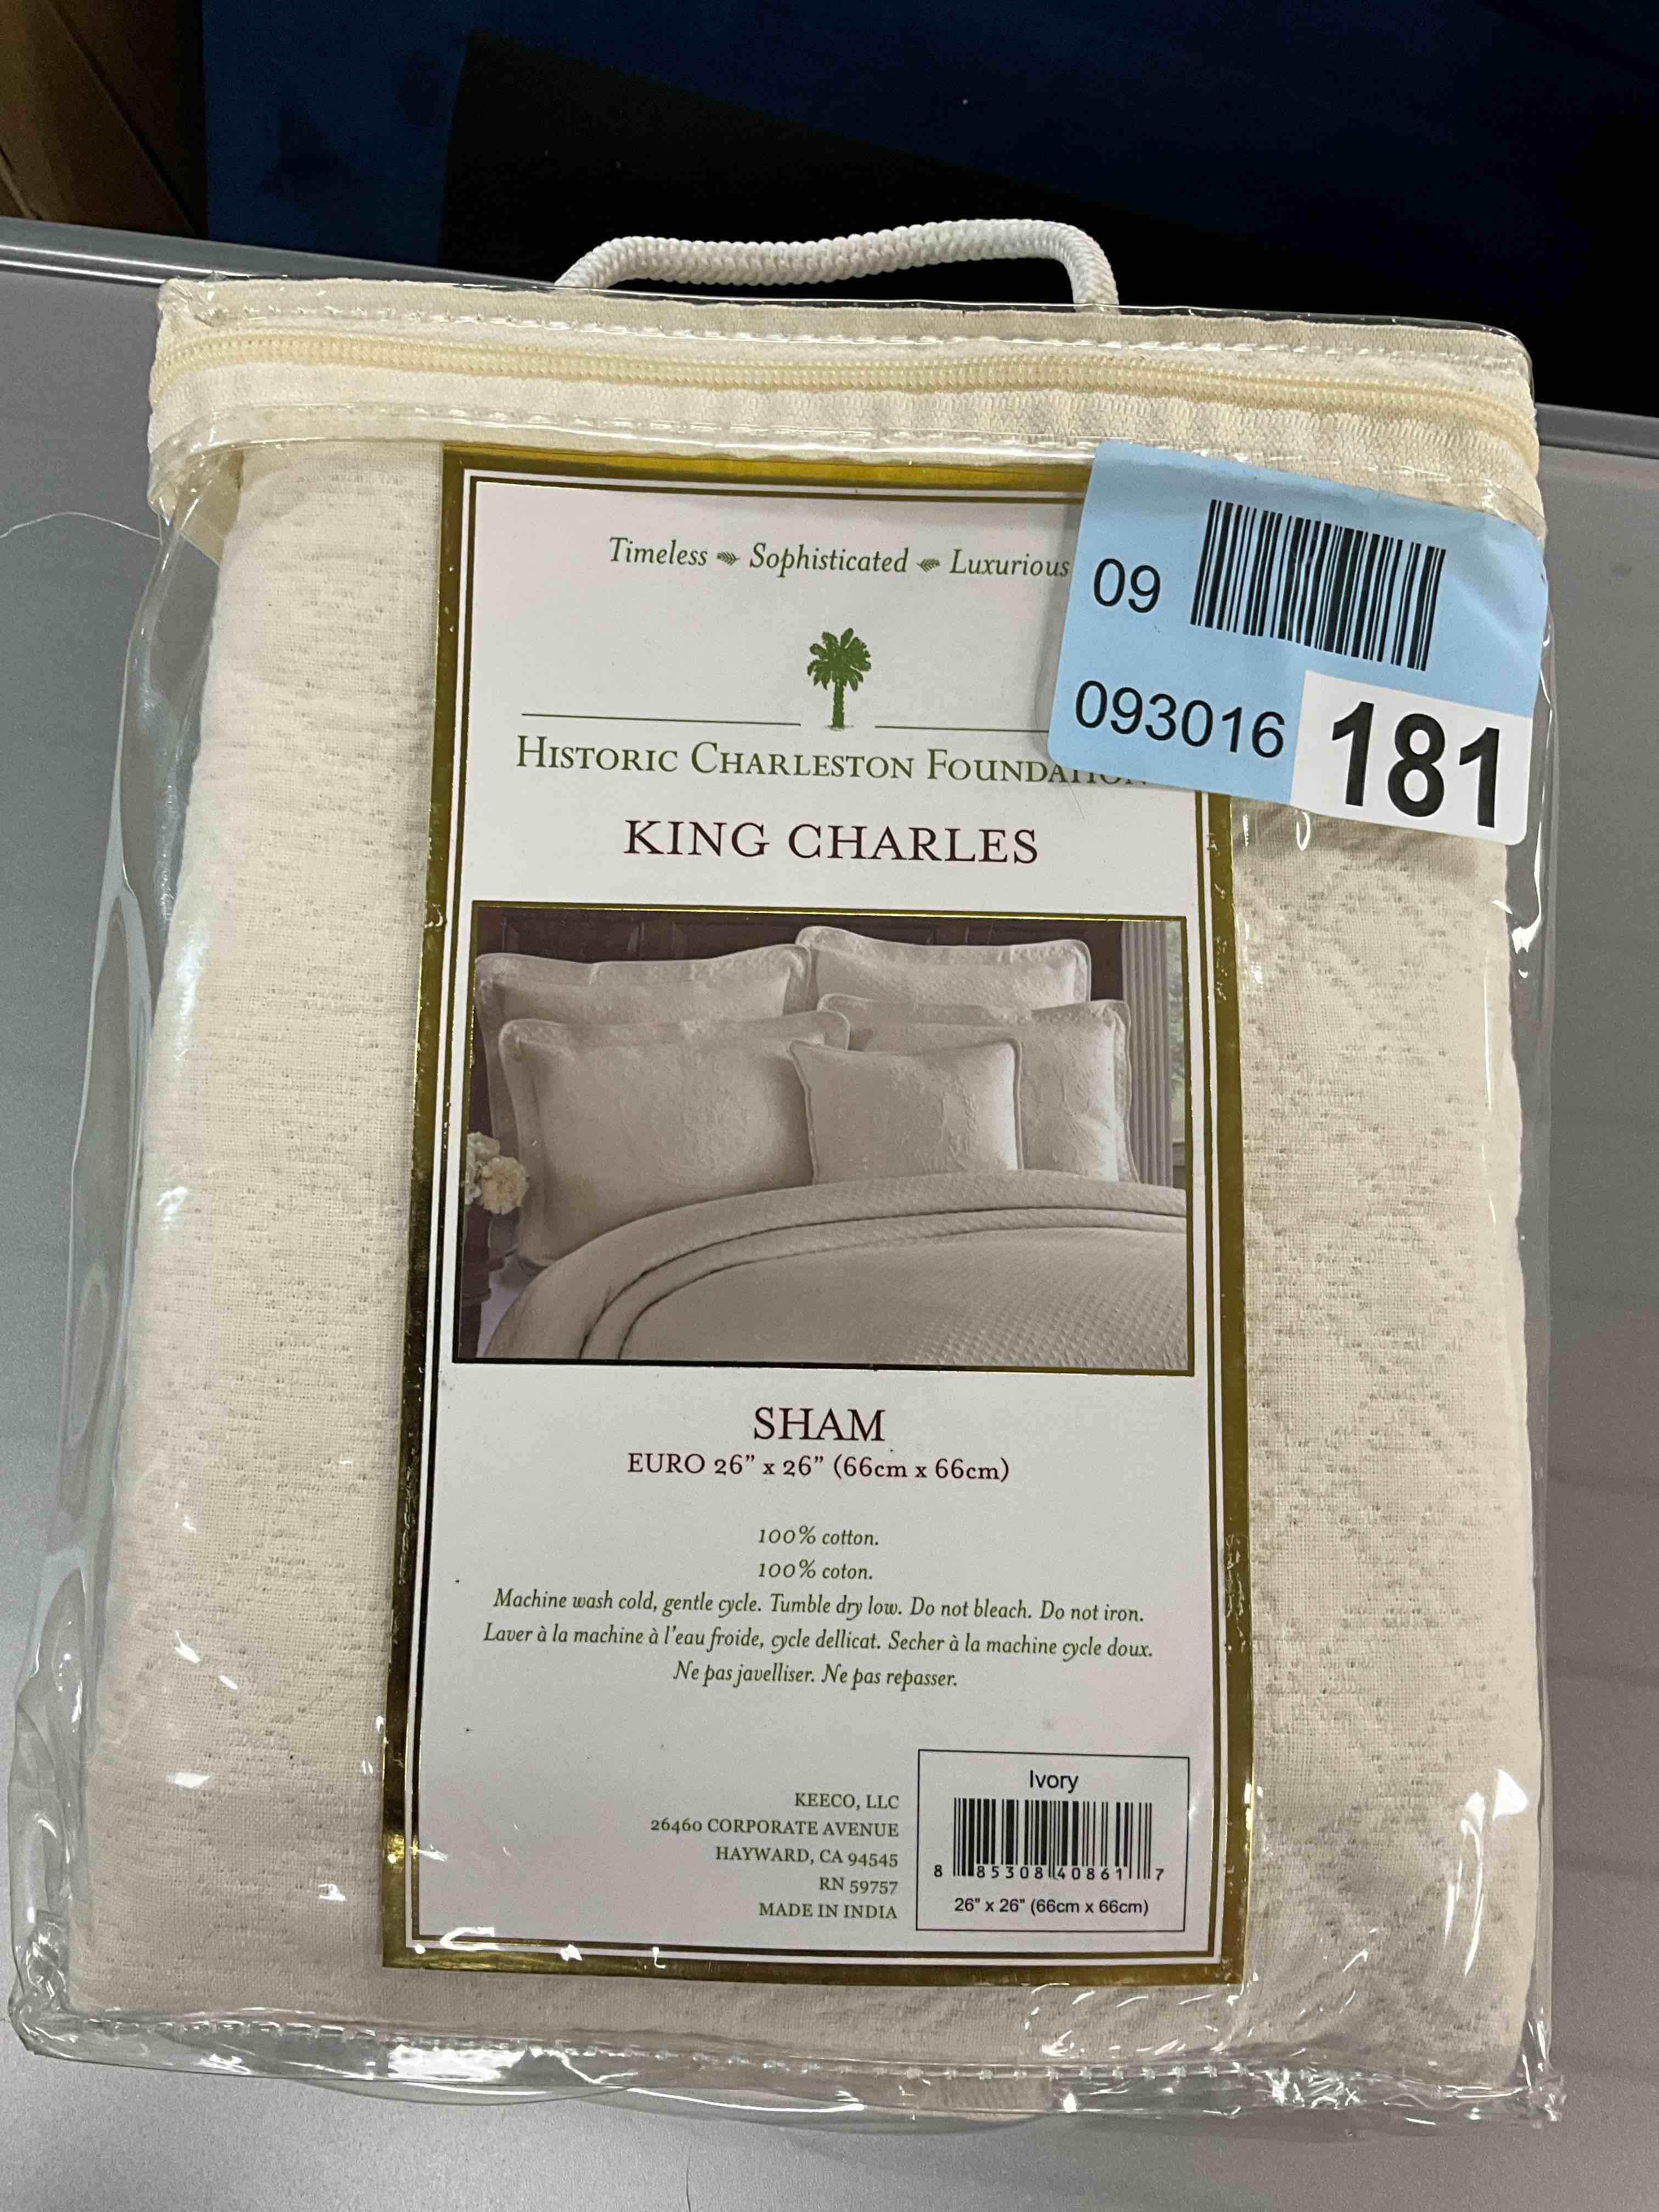 Timeless Sophisticated Luxurious
09
093016 181
HISTORIC CHARLESTON FOUNDATION
KING CHARLES
SHAM
EURO 26” x 26” (66cm x 66cm)
100% cotton.
100% coton.
Machine wash cold, gentle cycle. Tumble dry low. Do not bleach. Do not iron.
Laver à la machine à l'eau froide, cycle dellicat. Secher à la machine cycle doux.
Ne pas javelliser. Ne pas repasser.
KEECO, LLC
26460 CORPORATE AVENUE
HAYWARD, CA 94545
RN 59757
MADE IN INDIA
Ivory
8 85308 40861 7
26" x 26" (66cm x 66cm)